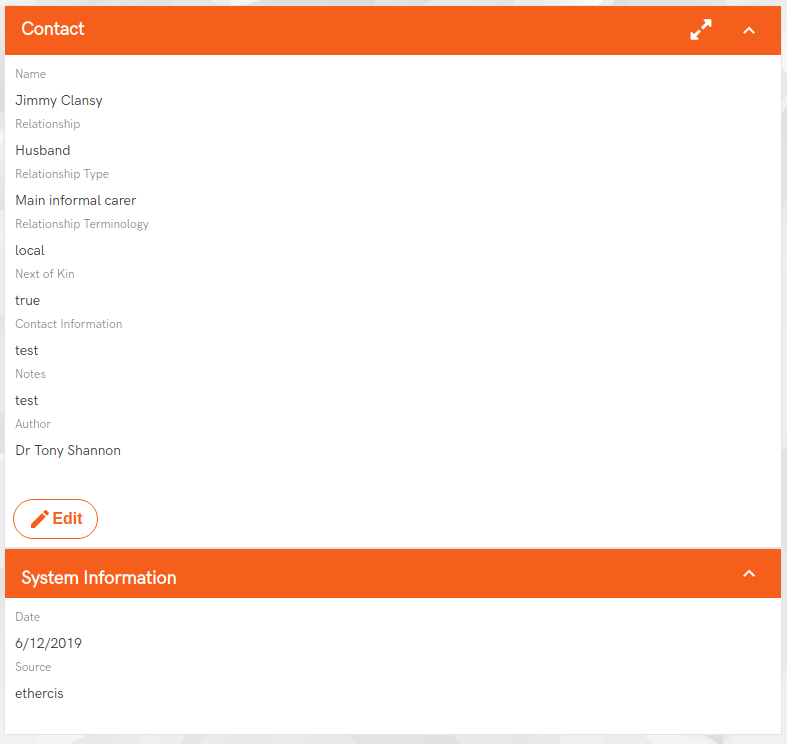 Contact
Name
Jimmy Clansy
Relationship
Husband
Relationship Type
Main informal carer
Relationship Terminology
local
Next of Kin
true
Contact Information
test
Notes
test
Author
Dr Tony Shannon
Edit
System Information
Date
6/12/2019
Source
ethercis